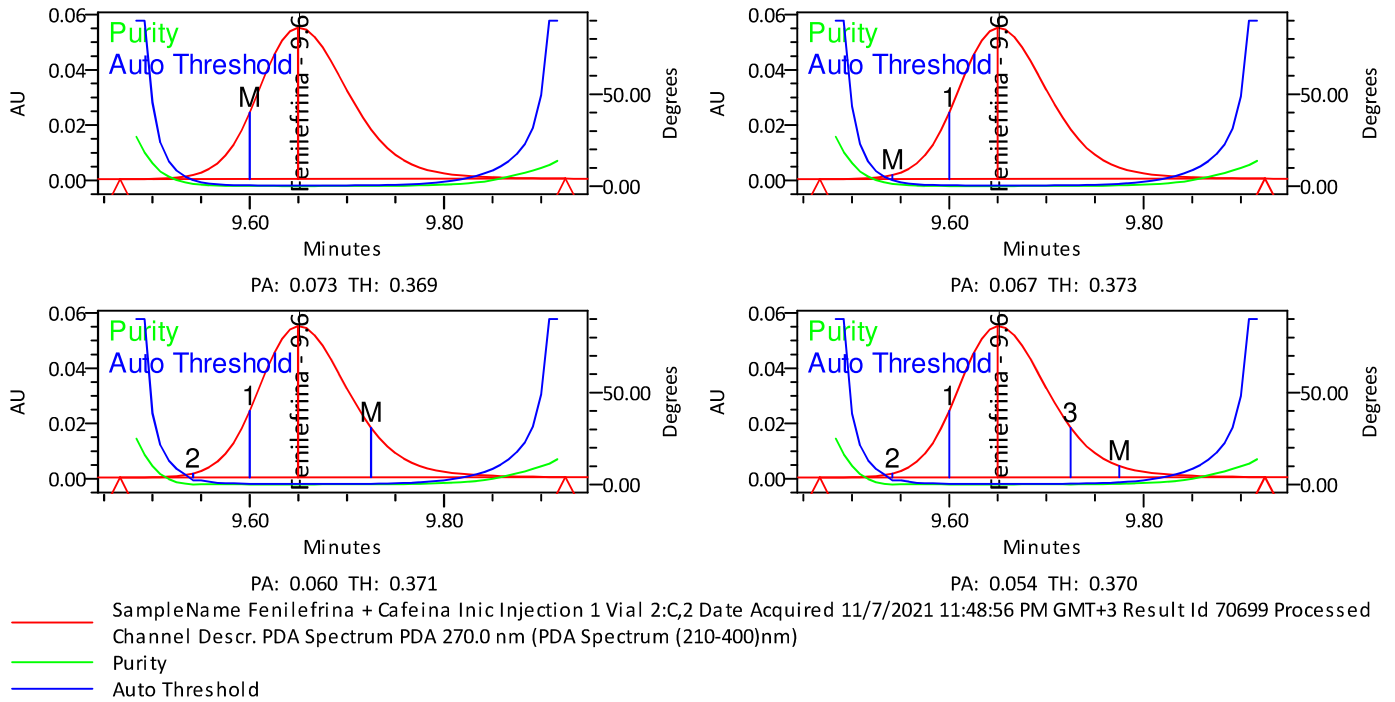 0.06
Purity
Auto Threshold
Fenilefrina - 9,6
M
0.04
0.02
0.00
AU
50.00
0.00
Degrees
9.60 9.80
Minutes
PA: 0.073 TH: 0.369
0.06
Purity
Auto Threshold
Fenilefrina - 9,6
1
M
0.04
0.02
0.00
AU
50.00
0.00
Degrees
9.60 9.80
Minutes
PA: 0.067 TH: 0.373
0.06
Purity
Auto Threshold
Fenilefrina - 9,6
1
M
2
0.04
0.02
0.00
AU
50.00
0.00
Degrees
9.60 9.80
Minutes
PA: 0.060 TH: 0.371
0.06
Purity
Auto Threshold
Fenilefrina - 9,6
1
3
2
M
0.04
0.02
0.00
AU
50.00
0.00
Degrees
9.60 9.80
Minutes
PA: 0.054 TH: 0.370
SampleName Fenilefrina + Cafeina Inic Injection 1 Vial 2:C,2 Date Acquired 11/7/2021 11:48:56 PM GMT+3 Result Id 70699 Processed
Channel Descr. PDA Spectrum PDA 270.0 nm (PDA Spectrum (210-400)nm)
Purity
Auto Threshold